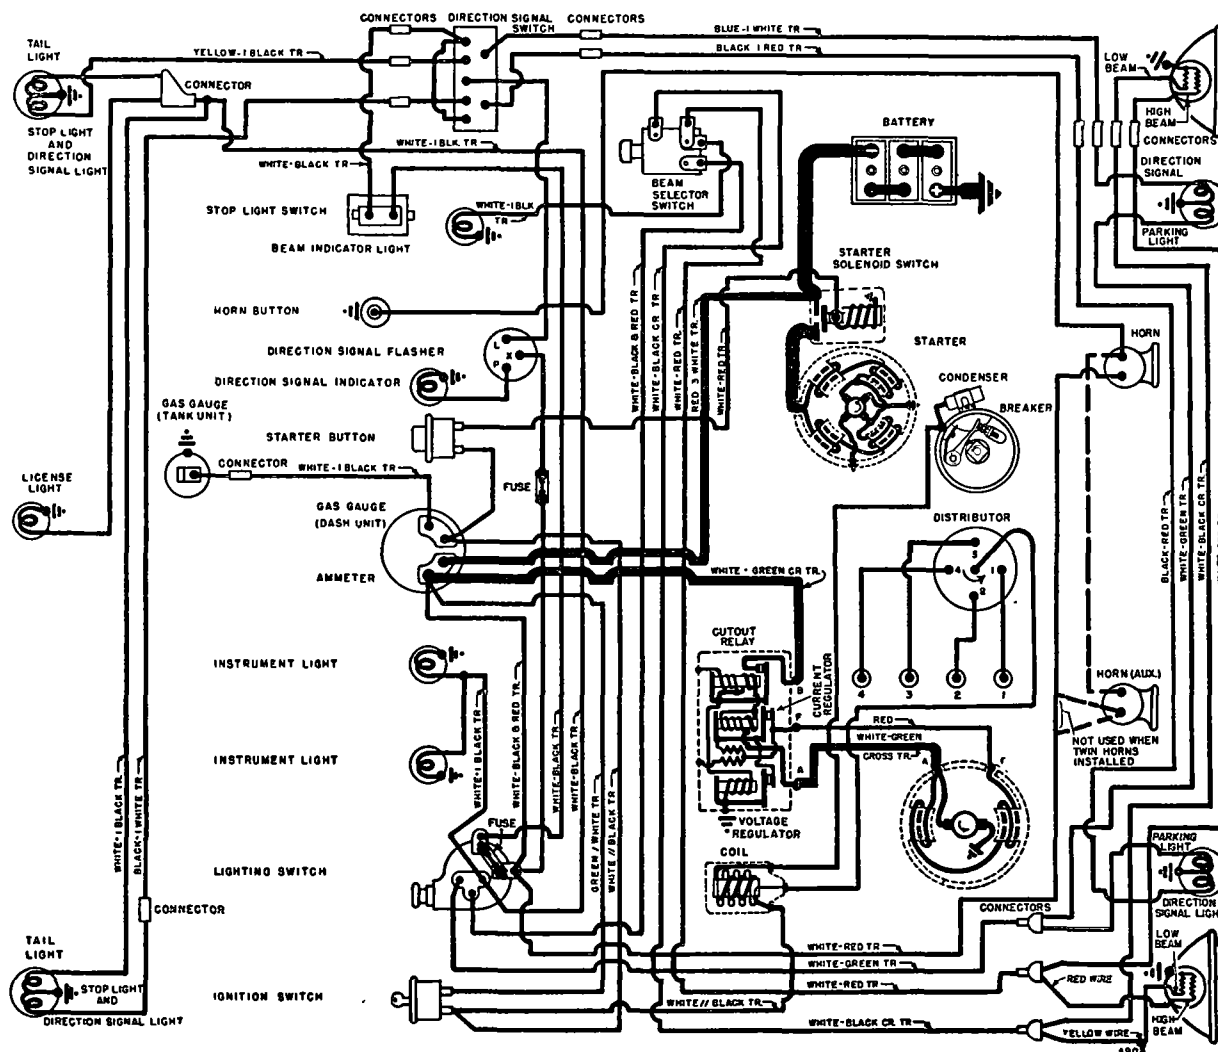 CONNECTORS
DIRECTION SIGNAL
SWITCH
CONNECTORS
BLUE-1 WHITE TR
BLACK 1 RED TR
TAIL
LIGHT
YELLOW-1 BLACK TR
CONNECTOR
LOW
BEAM
HIGH
BEAM
CONNECTORS
STOP LIGHT
AND
DIRECTION
SIGNAL LIGHT
WHITE-1 BLK TR
WHITE-BLACK TR
BATTERY
DIRECTION
SIGNAL
PARKING
LIGHT
BEAM
SELECTOR
SWITCH
STOP LIGHT SWITCH
WHITE-1 BLK
TR
BEAM INDICATOR LIGHT
STARTER
SOLENOID SWITCH
HORN BUTTON
HORN
STARTER
DIRECTION SIGNAL FLASHER
L
X
P
DIRECTION SIGNAL INDICATOR
CONDENSER
BREAKER
GAS GAUGE
(TANK UNIT)
STARTER BUTTON
WHITE-BLACK & RED TR
WHITE-BLACK CR TR
WHITE-RED TR.
RED 3 WHITE TR.
WHITE-RED TR.
CONNECTOR
WHITE-1 BLACK TR
FUSE
LICENSE
LIGHT
GAS GAUGE
(DASH UNIT)
DISTRIBUTOR
BLACK-RED TR
WHITE-GREEN TR
WHITE-BLACK CR TR
AMMETER
WHITE-GREEN CR TR.
3
4
1
2
CUTOUT
RELAY
CURRENT
REGULATOR
B
F
A
INSTRUMENT LIGHT
4
3
2
1
HORN (AUX.)
NOT USED WHEN
TWIN HORNS
INSTALLED
RED
WHITE-GREEN
CROSS TR
A
F
INSTRUMENT LIGHT
WHITE-1 BLACK TR
WHITE-BLACK & RED TR
WHITE-BLACK TR
WHITE-BLACK TR
GREEN 1 WHITE TR
WHITE // BLACK TR
WHITE-1 BLACK TR
BLACK-1 WHITE TR
VOLTAGE
REGULATOR
FUSE
LIGHTING SWITCH
COIL
PARKING
LIGHT
DIRECTION
SIGNAL LIGH
CONNECTOR
CONNECTORS
LOW
BEAM
TAIL
LIGHT
WHITE-RED TR
WHITE-GREEN TR
WHITE-RED TR
RED WIRE
STOP LIGHT
AND
DIRECTION SIGNAL LIGHT
IGNITION SWITCH
WHITE // BLACK TR
WHITE-BLACK CR TR
YELLOW WIRE
HIGH
BEAM